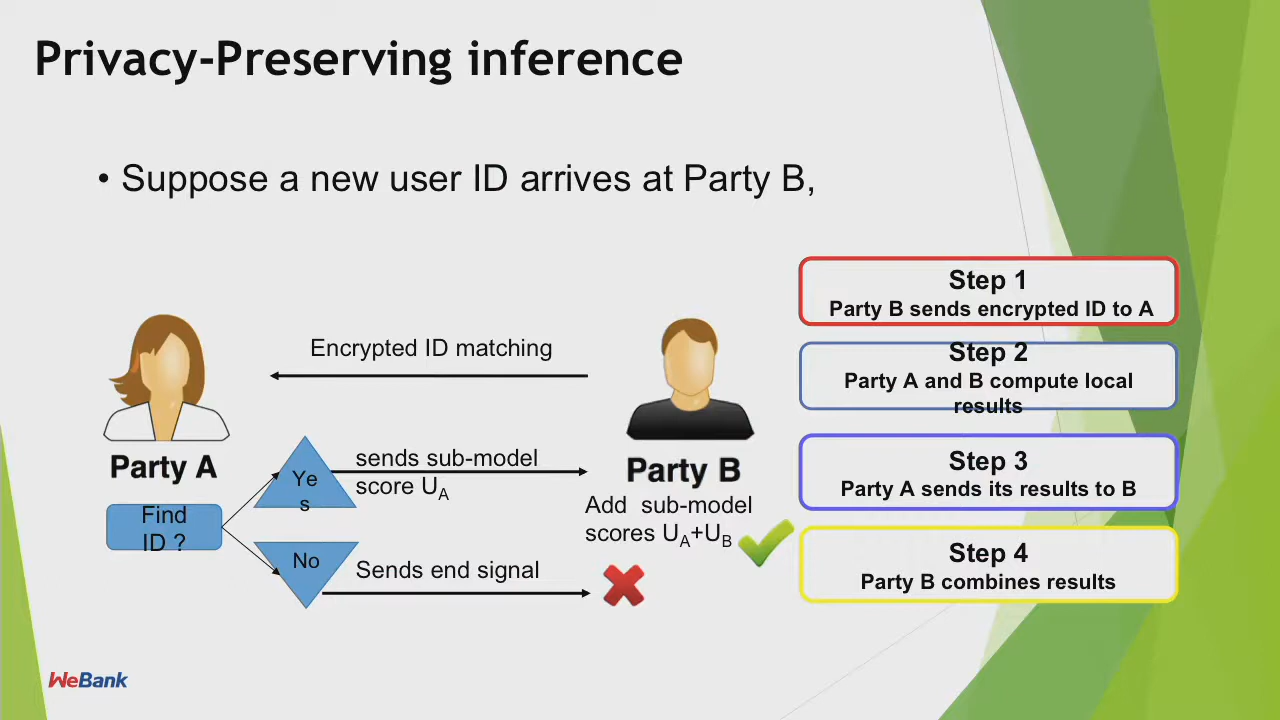 Privacy-Preserving inference
• Suppose a new user ID arrives at Party B,
Encrypted ID matching
Party A
Find
ID ?
Ye
s
No
sends sub-model
score UA
Sends end signal
Party B
Add sub-model
scores UA+UB
Step 1
Party B sends encrypted ID to A
Step 2
Party A and B compute local
results
Step 3
Party A sends its results to B
Step 4
Party B combines results
WeBank